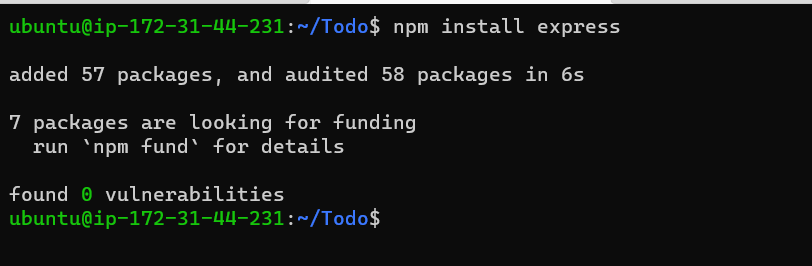 ubuntu@ip-172-31-44-231:~/Todo$ npm install express
added 57 packages, and audited 58 packages in 6s
7 packages are looking for funding
  run `npm fund` for details
found 0 vulnerabilities
ubuntu@ip-172-31-44-231:~/Todo$